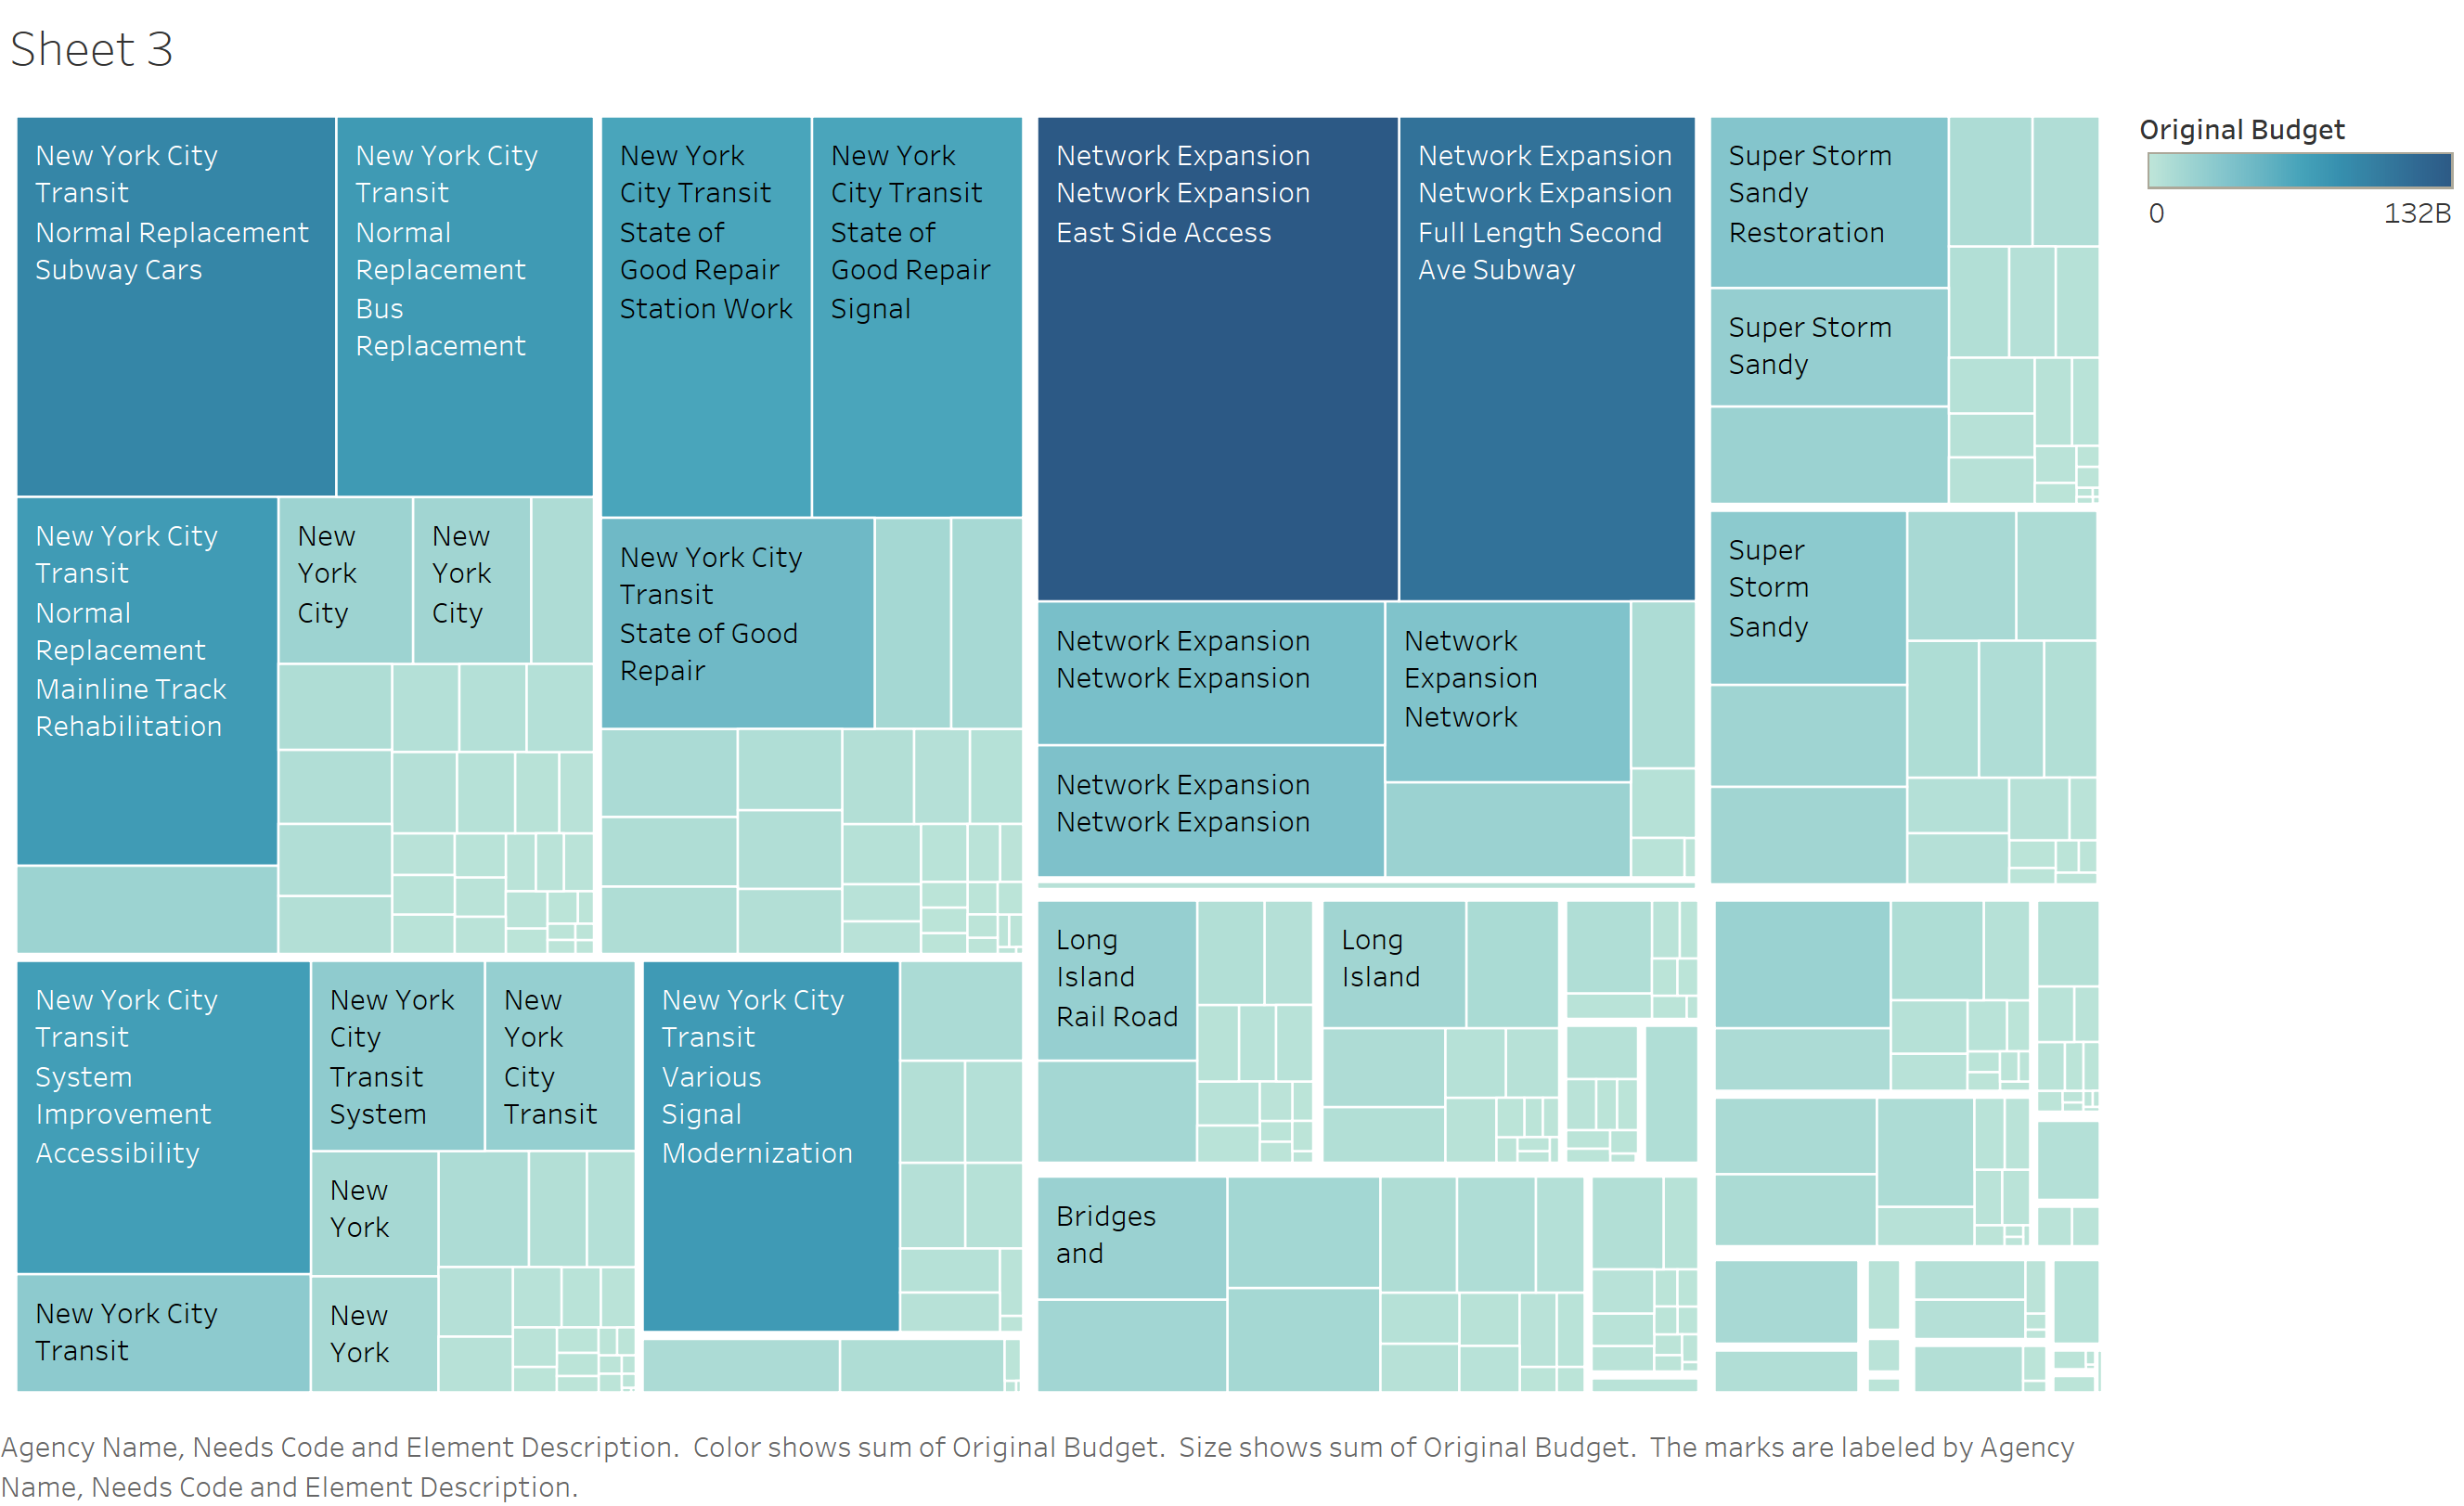 Sheet 3
New York City
Transit
Normal Replacement
Subway Cars
New York City
Transit
Normal
Replacement
Bus
Replacement
New York
City Transit
State of
Good Repair
Station Work
New York
City Transit
State of
Good Repair
Signal
Network Expansion
Network Expansion
East Side Access
Network Expansion
Network Expansion
Full Length Second
Ave Subway
Super Storm
Sandy
Restoration
Super Storm
Sandy
Original Budget
0
132B
New York City
Transit
Normal
Replacement
Mainline Track
Rehabilitation
New
York
City
New
York
City
New York City
Transit
State of Good
Repair
Network Expansion
Network Expansion
Network
Expansion
Network
Network Expansion
Network Expansion
Super
Storm
Sandy
New York City
Transit
System
Improvement
Accessibility
New York
City
Transit
System
New
York
City
Transit
New
York
New York City
Transit
New
York
New York City
Transit
Various
Signal
Modernization
Long
Island
Rail Road
Long
Island
Bridges
and
Agency Name, Needs Code and Element Description.  Color shows sum of Original Budget.  Size shows sum of Original Budget.  The marks are labeled by Agency
Name, Needs Code and Element Description.